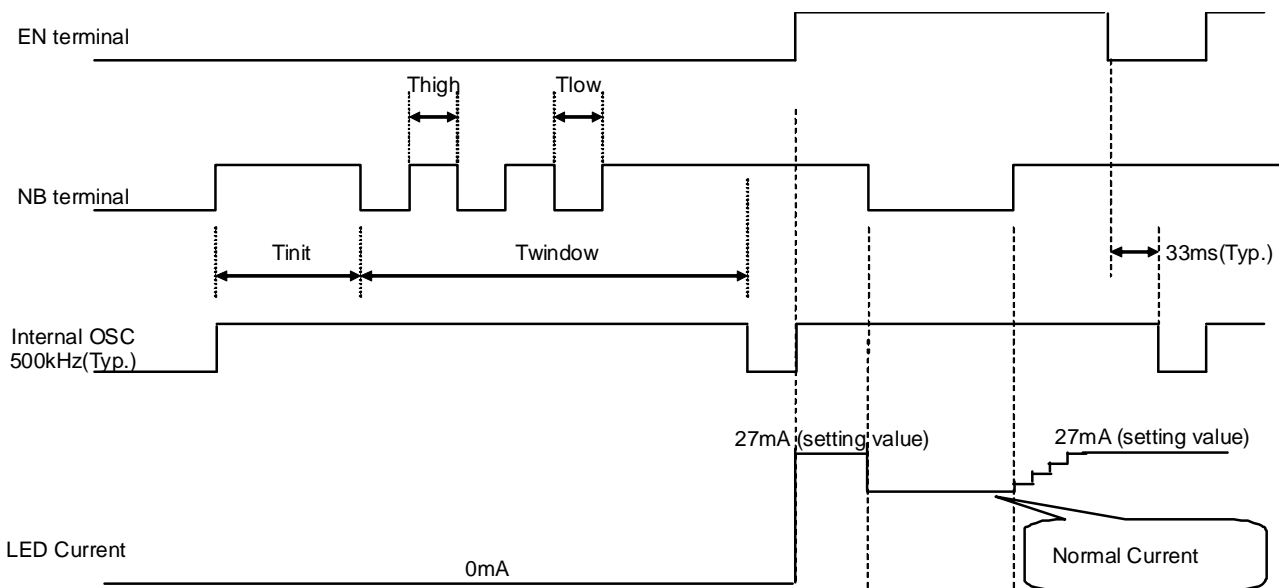 EN terminal
Thigh
Tlow
NB terminal
Tinit
Twindow
33ms(Typ.)
Internal OSC
500kHz(Typ.)
27mA (setting value)
27mA (setting value)
LED Current
0mA
Normal Current